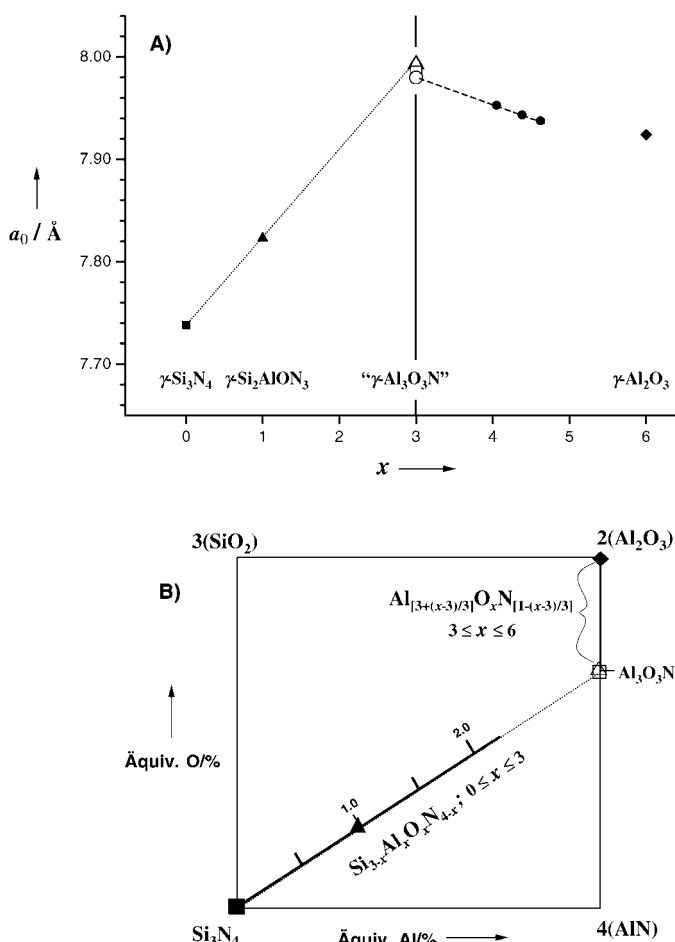 A)
8.00
7.90
a₀ / Å
7.80
7.70
γ-Si₃N₄ γ-Si₂AlON₃ “γ-Al₃O₃N” γ-Al₂O₃
0 1 2 3 4 5 6
x
3(SiO₂) 2(Al₂O₃)
B)
Al[3+(x-3)/3]OₓN[1-(x-3)/3]
3 ≤ x ≤ 6
Al₃O₃N
2.0
Äquiv. O/%
1.0
Si₃₋ₓAlₓOₓN₄₋ₓ; 0 ≤ x ≤ 3
Si₃N₄ Äquiv. Al/% 4(AlN)